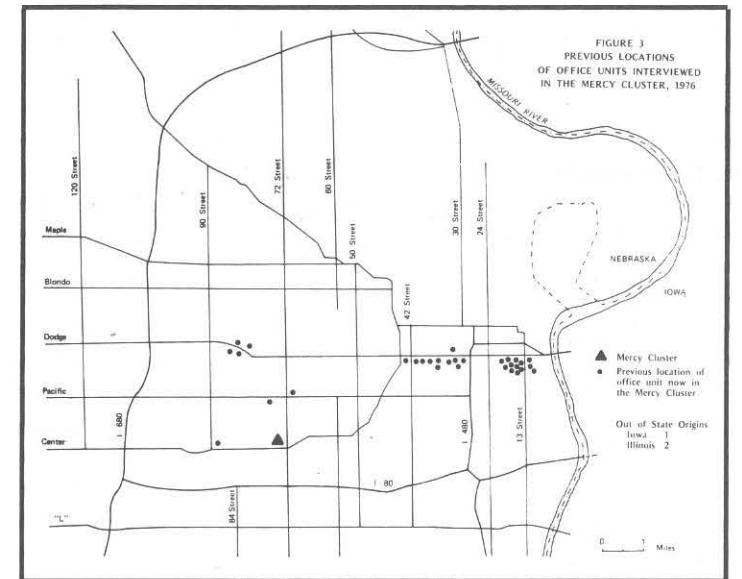 FIGURE 3
PREVIOUS LOCATIONS
OF OFFICE UNITS INTERVIEWED
IN THE MERCY CLUSTER, 1976
MISSOURI RIVER
120 Street
90 Street
72 Street
60 Street
50 Street
30 Street
24 Street
42 Street
Maple
Blondo
Dodge
Pacific
Center
"L"
NEBRASKA
IOWA
Mercy Cluster
Previous location of
office unit now in
the Mercy Cluster
Out of State Origins
Iowa 1
Illinois 2
I 680
I 480
13 Street
I 80
84 Street
0 1
Miles